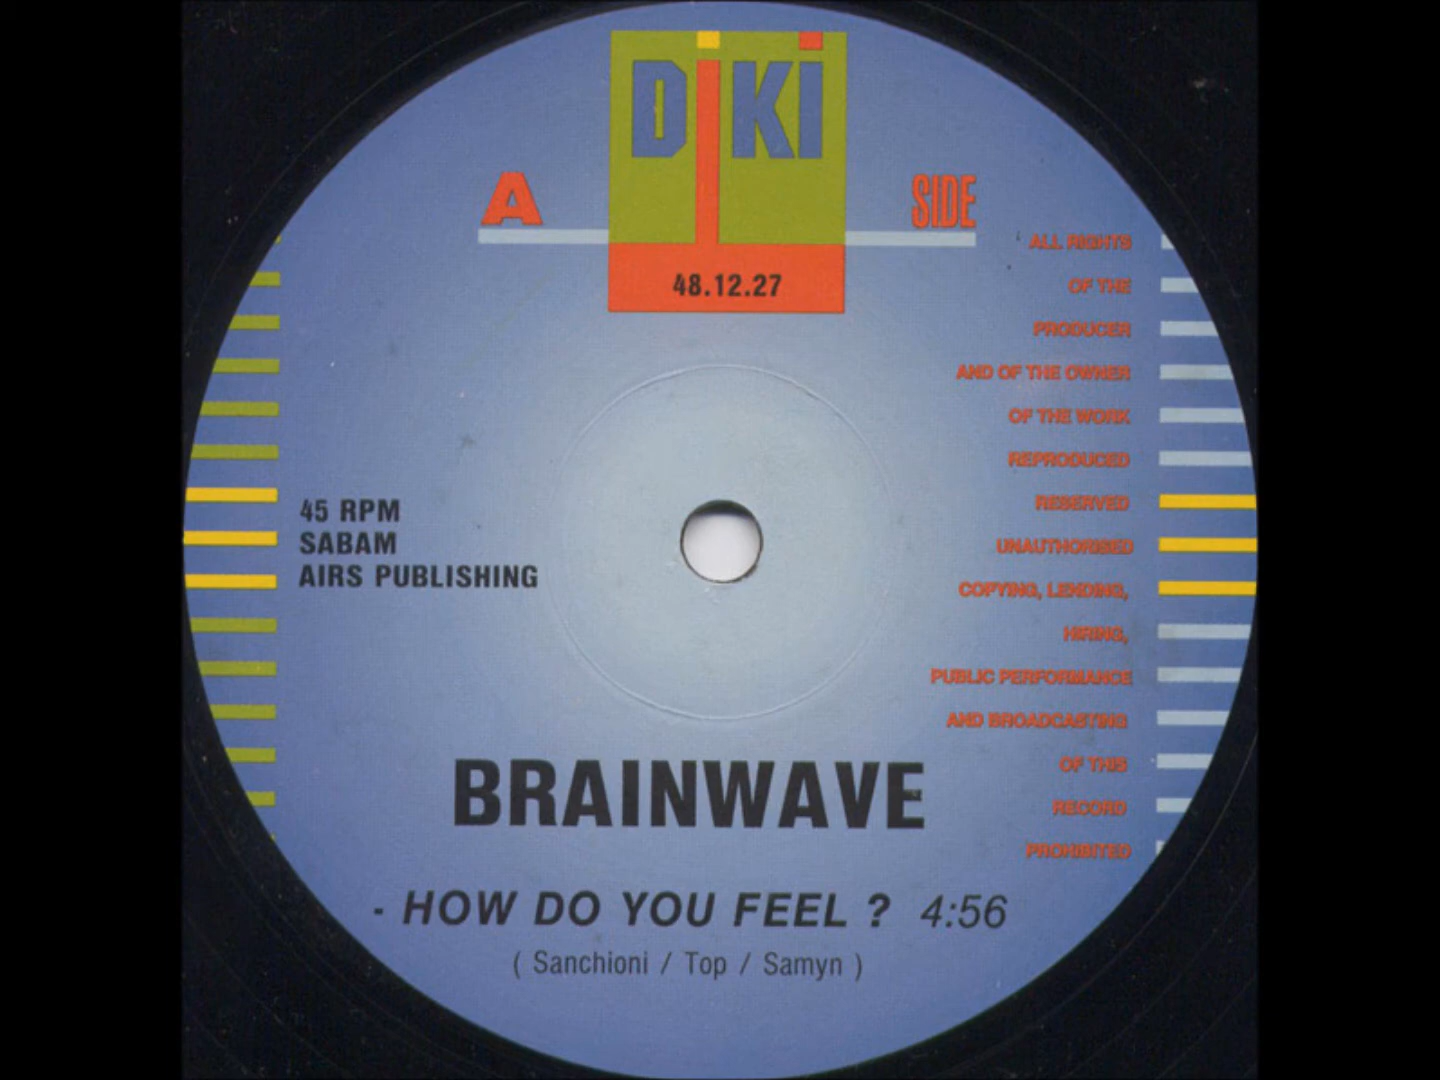 DIKI
A SIDE
48.12.27
ALL RIGHTS
OF THE
PRODUCER
AND OF THE OWNER
OF THE WORK
REPRODUCED
RESERVED
UNAUTHORISED
COPYING, LENDING,
HIRING,
PUBLIC PERFORMANCE
AND BROADCASTING
OF THIS
RECORD
PROHIBITED
45 RPM
SABAM
AIRS PUBLISHING
BRAINWAVE
- HOW DO YOU FEEL ? 4:56
( Sanchioni / Top / Samyn )